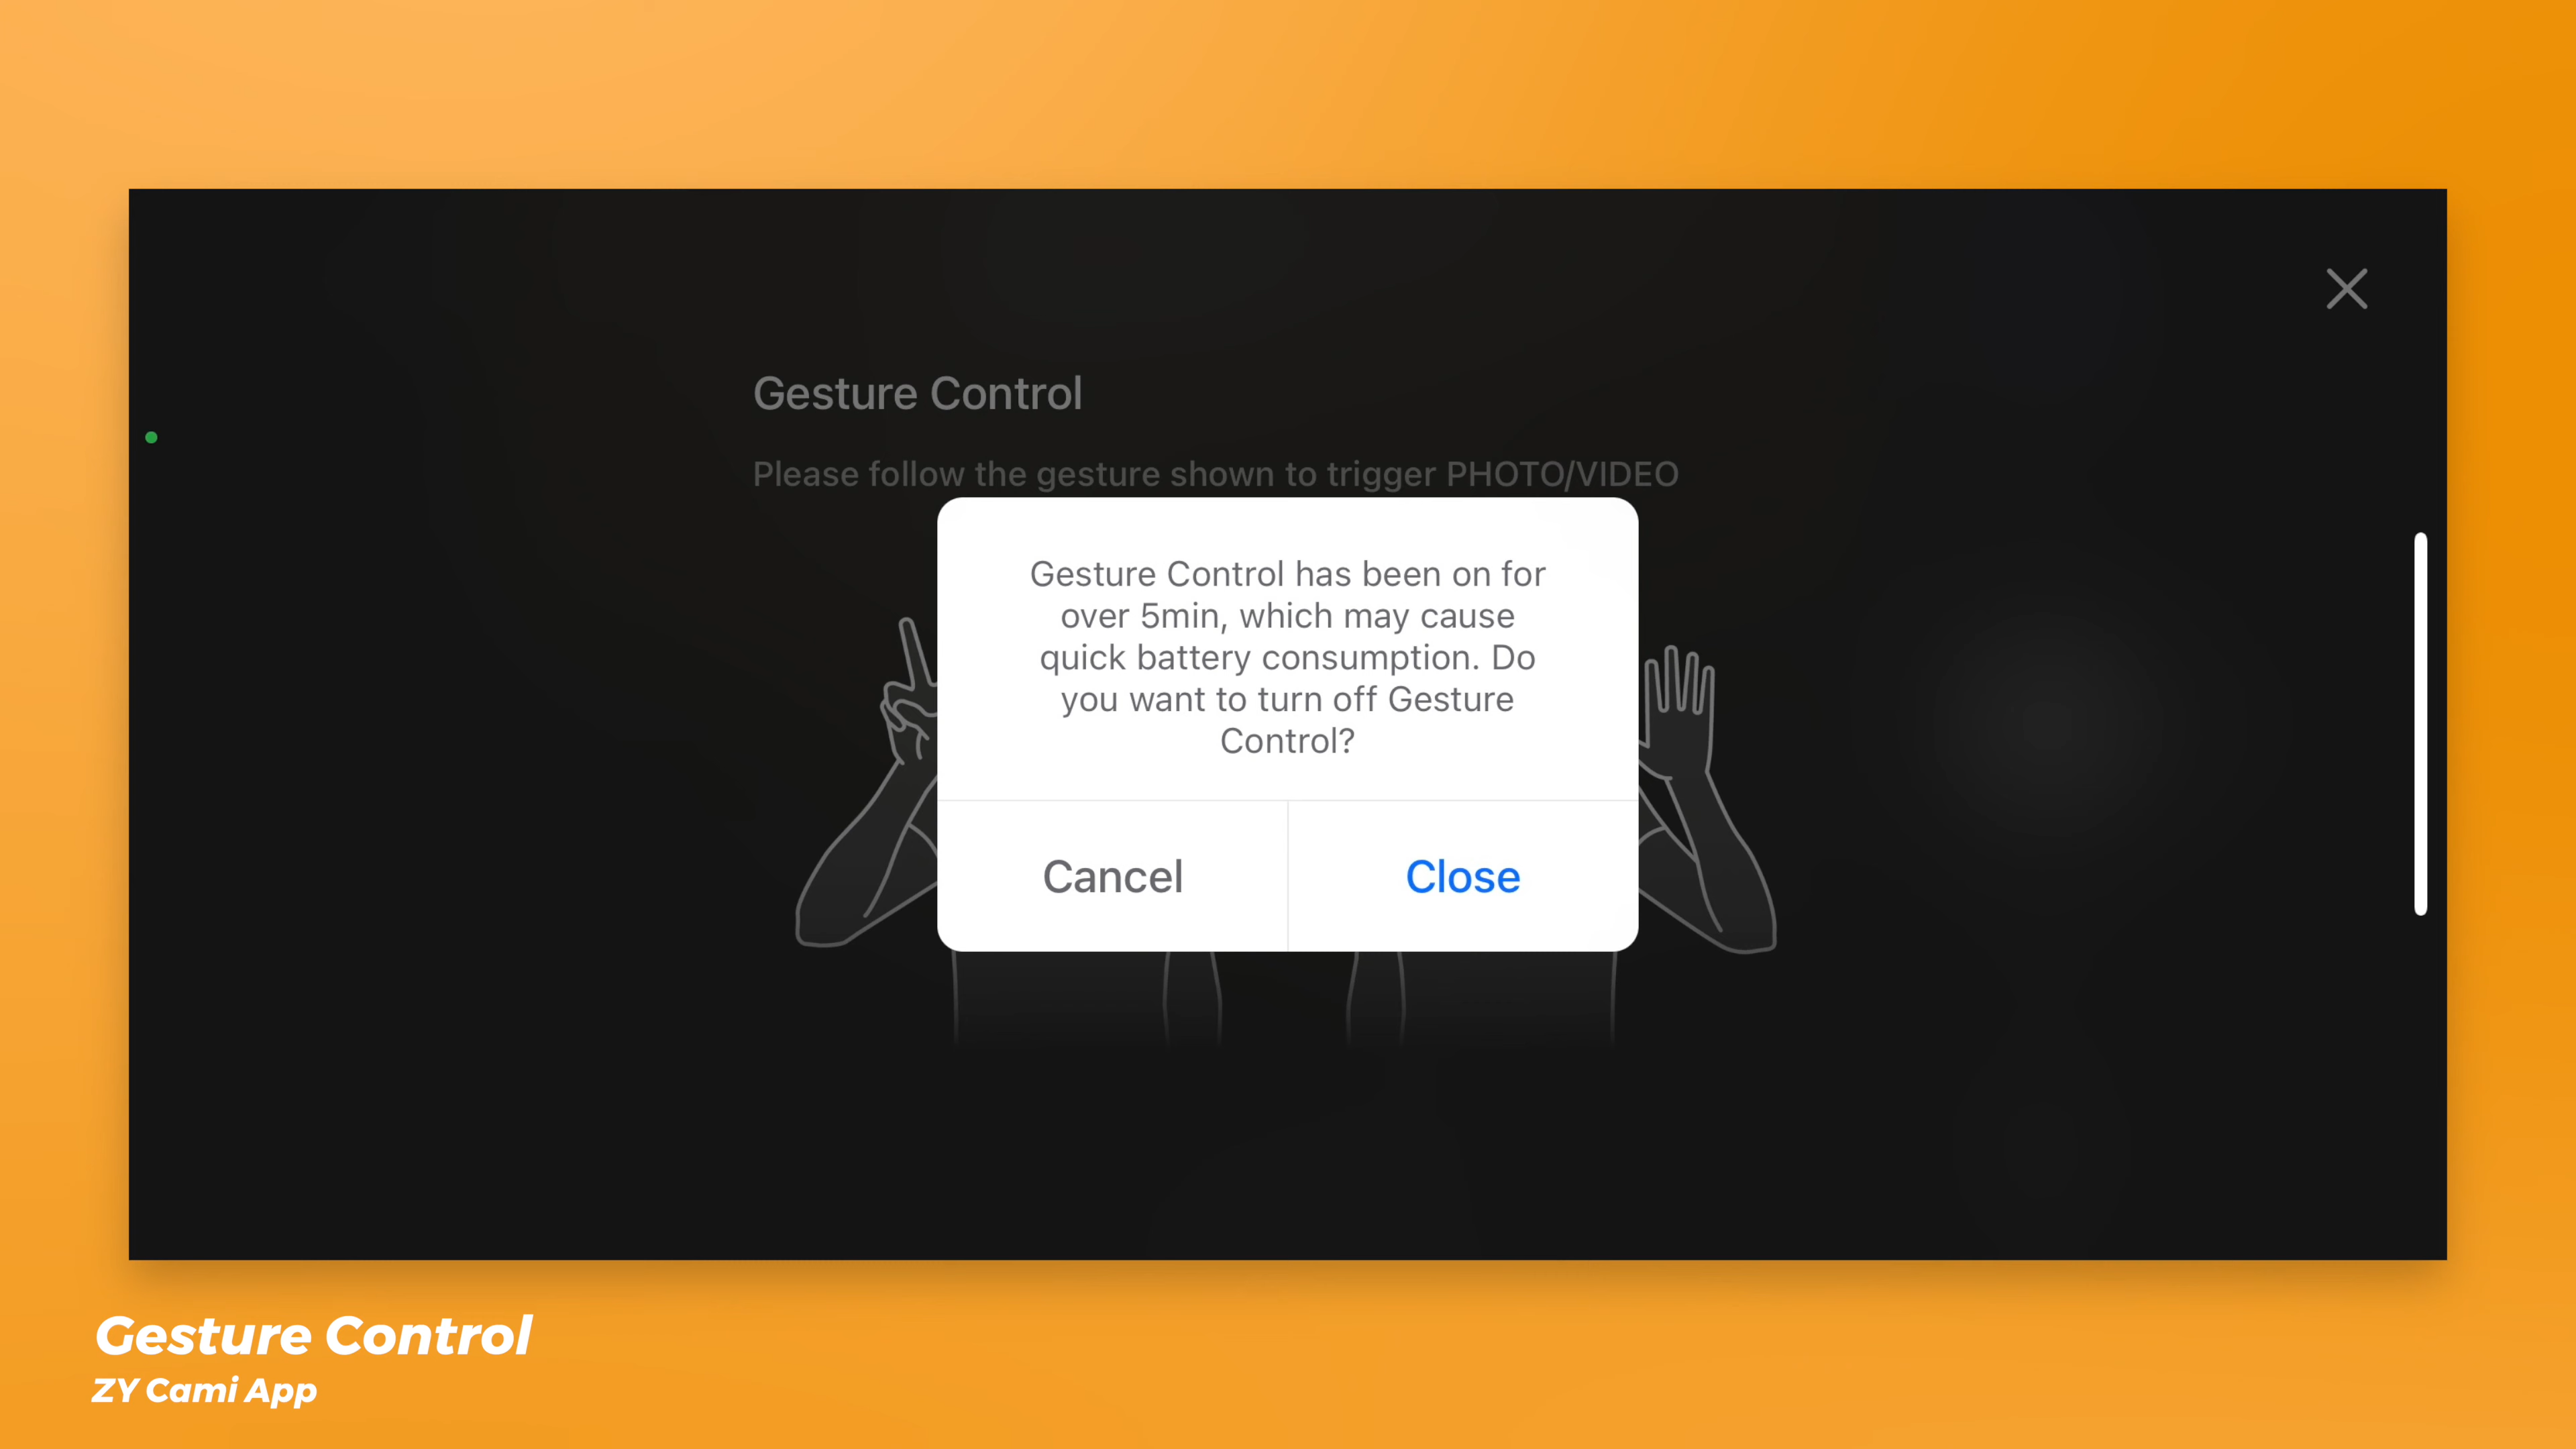 Gesture Control
Please follow the gesture shown to trigger PHOTO/VIDEO
Gesture Control has been on for
over 5min, which may cause
quick battery consumption. Do
you want to turn off Gesture
Control?
Cancel
Close
Gesture Control
ZY Cami App